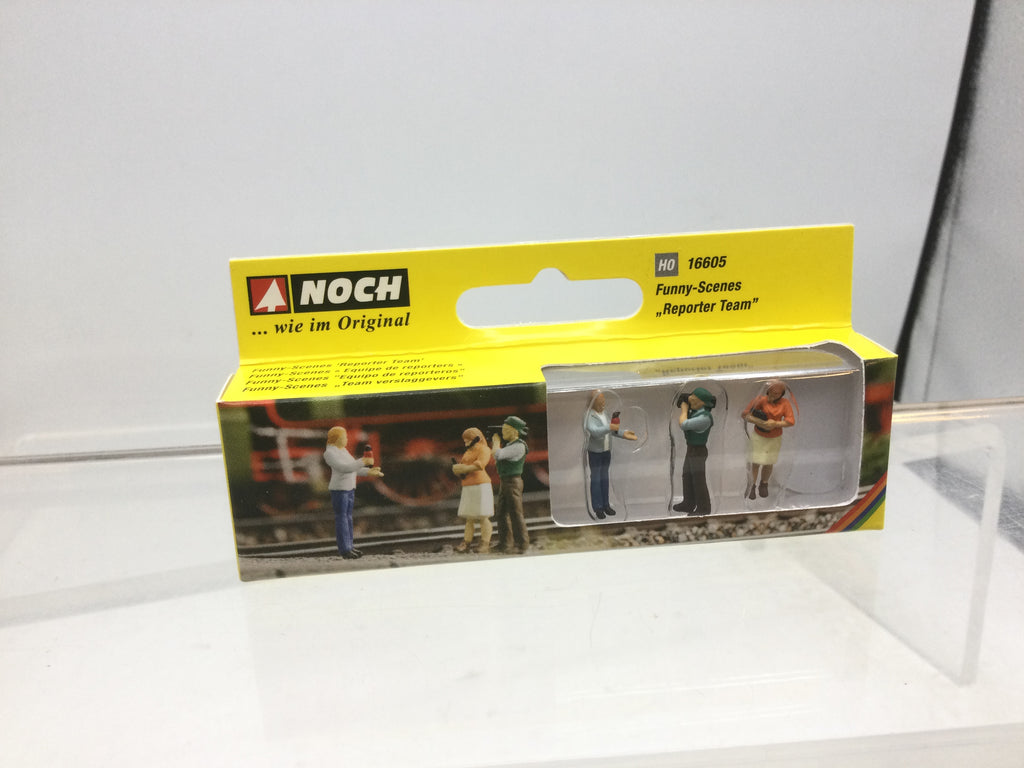 NOCH
... wie im Original
HO 16605
Funny-Scenes
„Reporter Team”
Funny-Scenes 'Reporter Team'
Funny-Scenes « Equipe de reporters »
Funny-Scenes "Equipo de reporteros"
Funny-Scenes „Team verslaggevers”